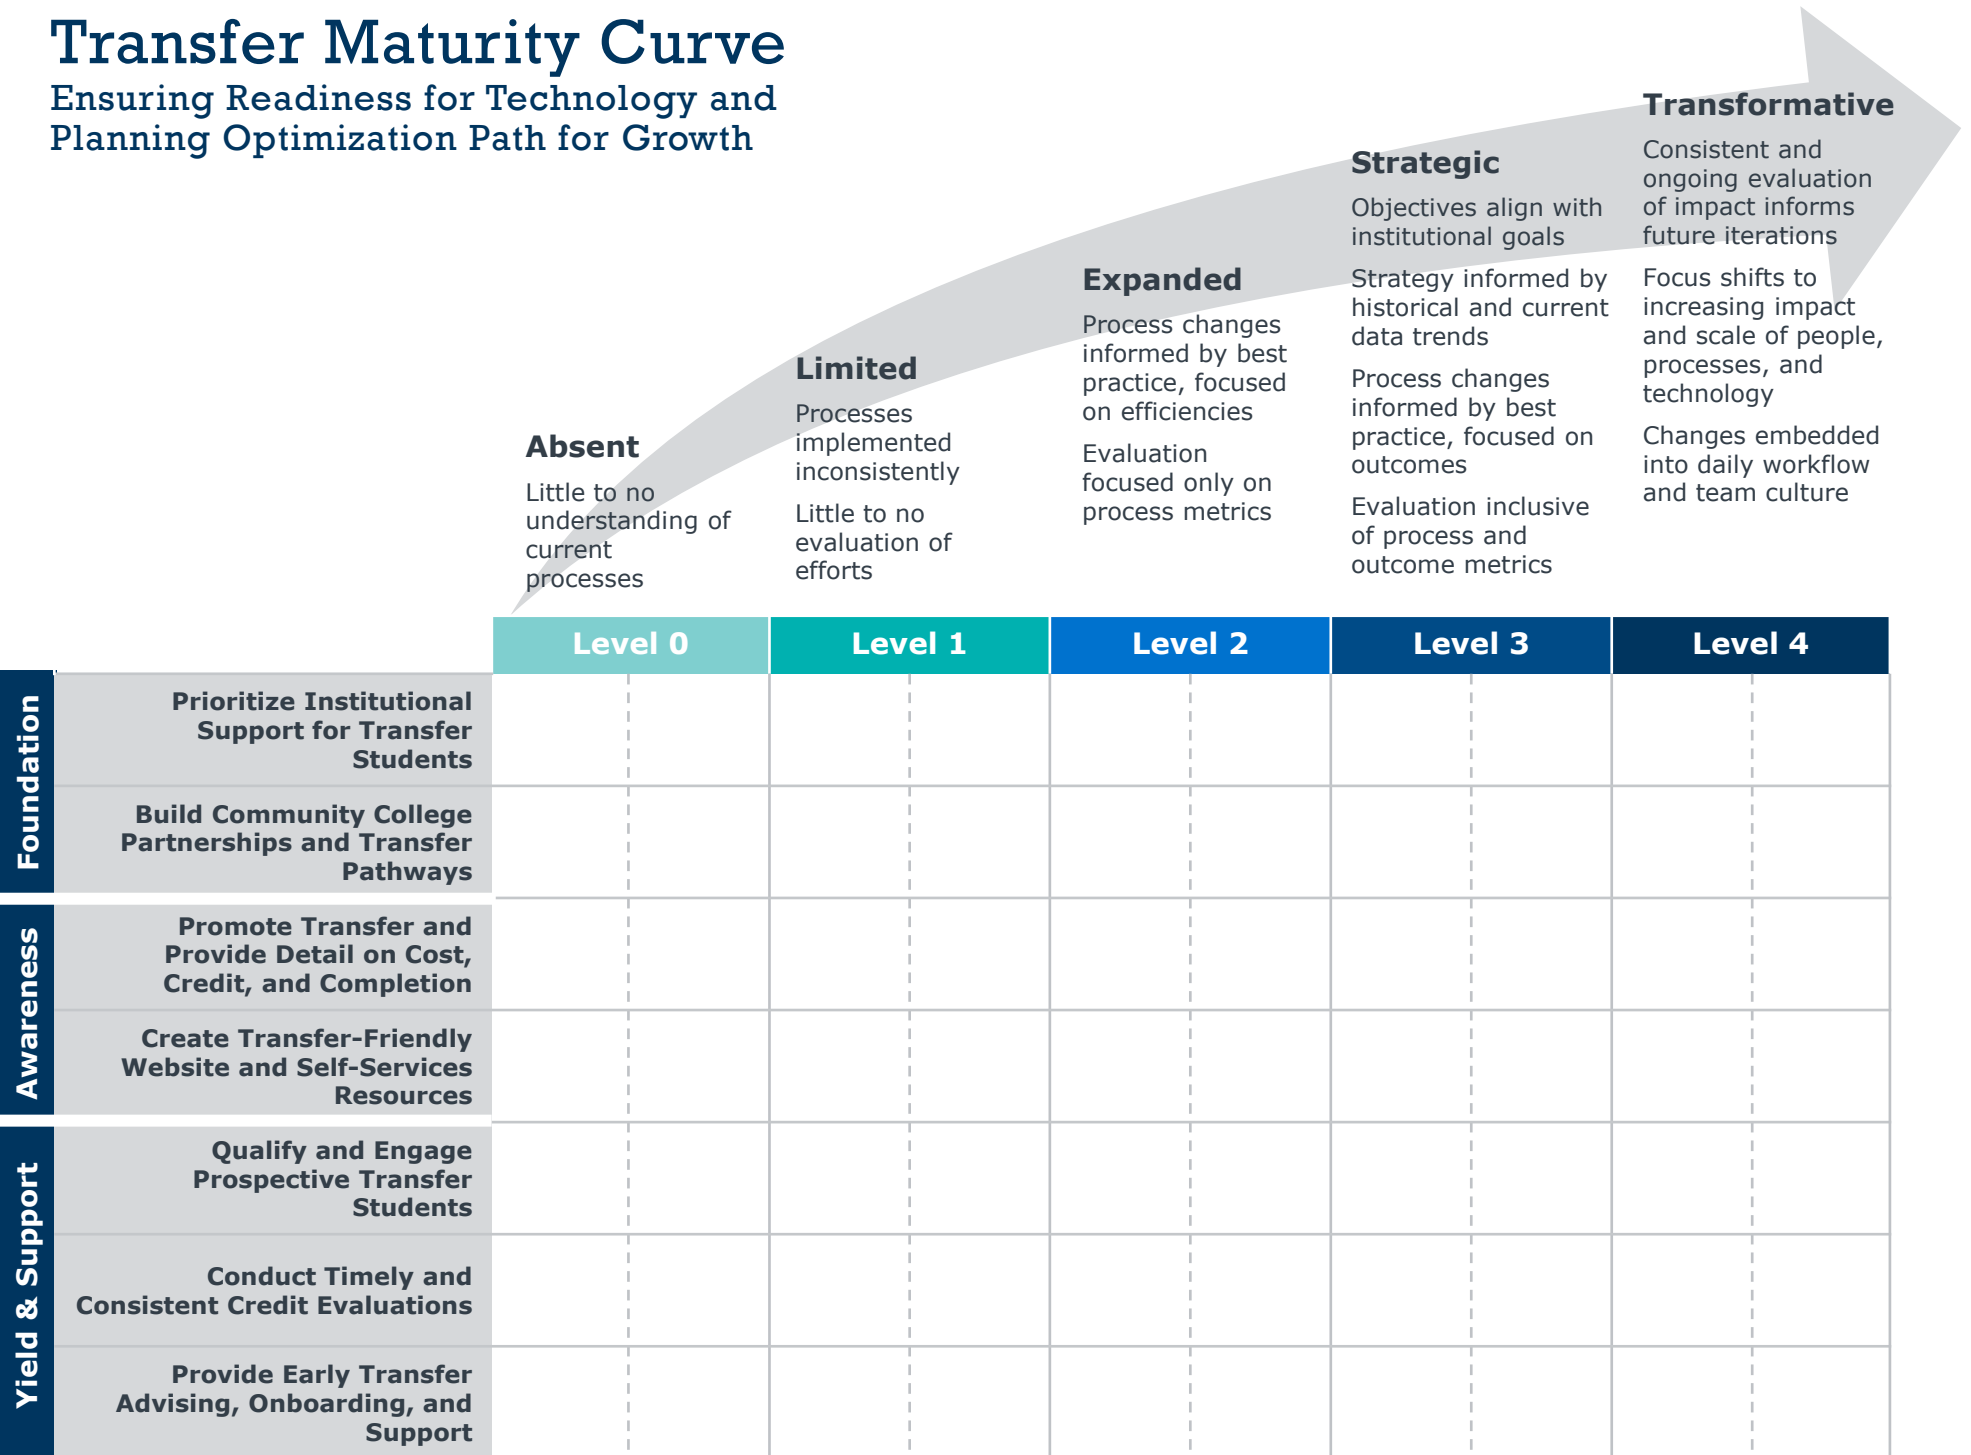 Transfer Maturity Curve
Ensuring Readiness for Technology and
Planning Optimization Path for Growth
Absent
Little to no
understanding of
current
processes
Limited
Processes
implemented
inconsistently
Little to no
evaluation of
efforts
Expanded
Process changes
informed by best
practice, focused
on efficiencies
Evaluation
focused only on
process metrics
Strategic
Objectives align with
institutional goals
Strategy informed by
historical and current
data trends
Process changes
informed by best
practice, focused on
outcomes
Evaluation inclusive
of process and
outcome metrics
Transformative
Consistent and
ongoing evaluation
of impact informs
future iterations
Focus shifts to
increasing impact
and scale of people,
processes, and
technology
Changes embedded
into daily workflow
and team culture
Level 0
Level 1
Level 2
Level 3
Level 4
Foundation
Prioritize Institutional
Support for Transfer
Students
Build Community College
Partnerships and Transfer
Pathways
Awareness
Promote Transfer and
Provide Detail on Cost,
Credit, and Completion
Create Transfer-Friendly
Website and Self-Services
Resources
Yield & Support
Qualify and Engage
Prospective Transfer
Students
Conduct Timely and
Consistent Credit Evaluations
Provide Early Transfer
Advising, Onboarding, and
Support